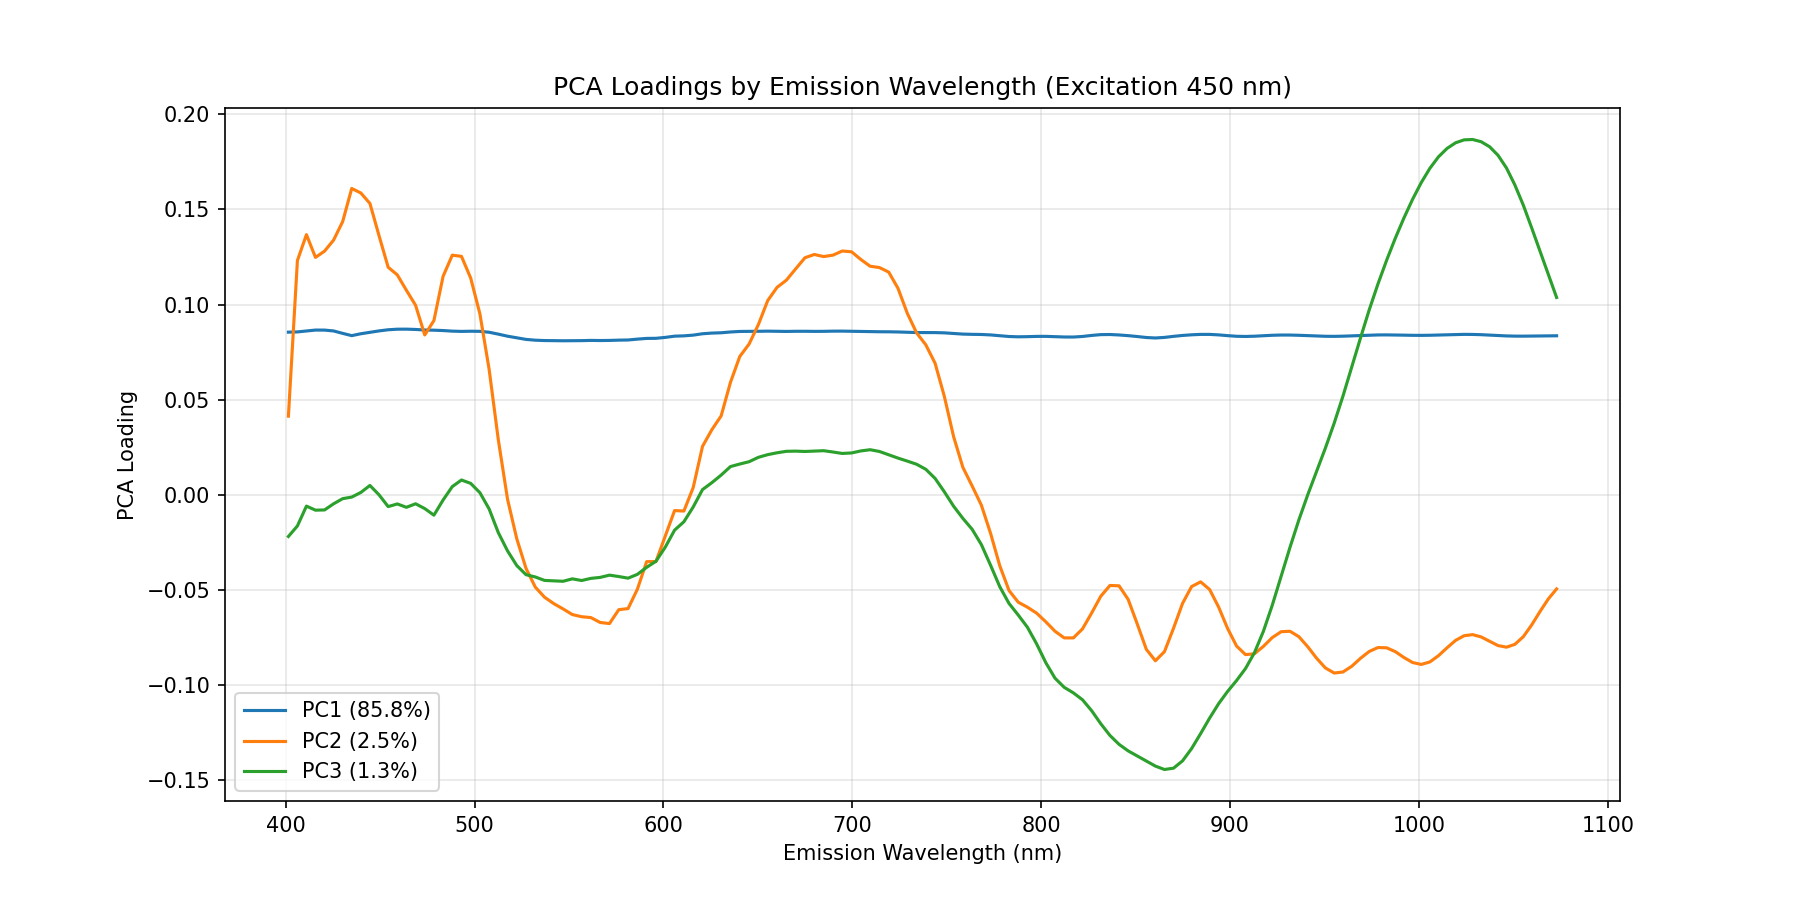 PCA Loadings by Emission Wavelength (Excitation 450 nm)
0.20
0.15
0.10
0.05
0.00
−0.05
−0.10
−0.15
PCA Loading
PC1 (85.8%)
PC2 (2.5%)
PC3 (1.3%)
400 500 600 700 800 900 1000 1100
Emission Wavelength (nm)